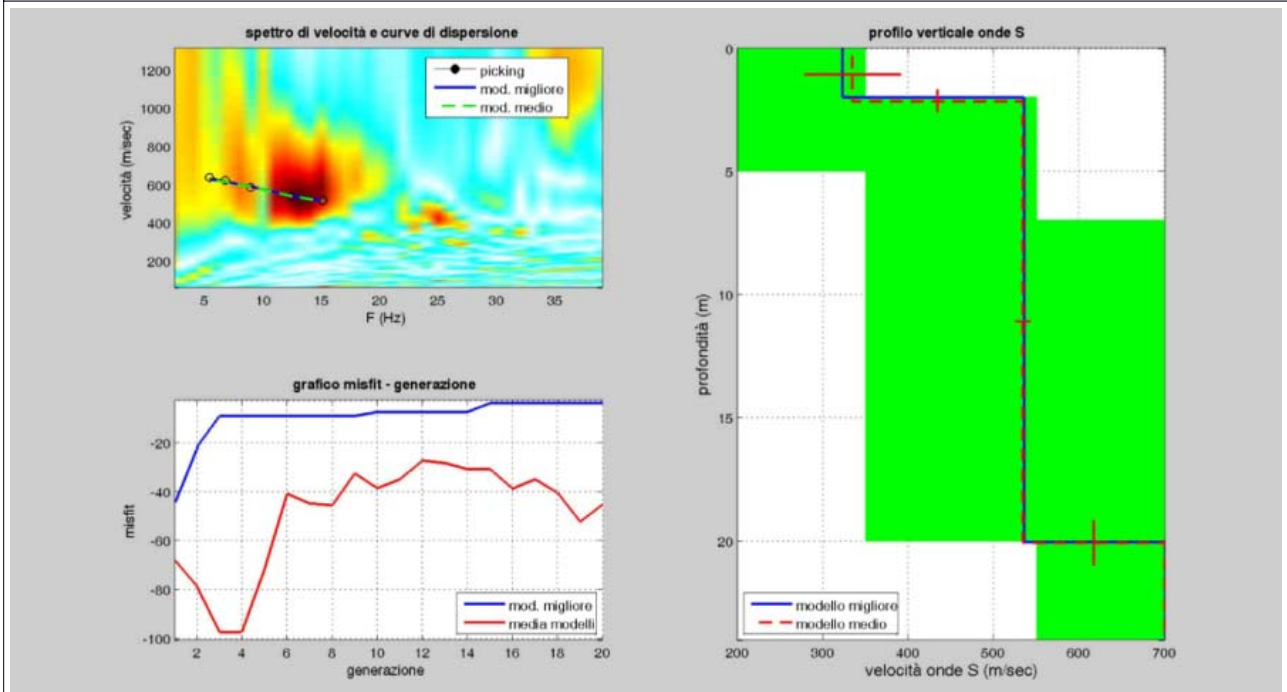 spettro di velocità e curve di dispersione
1200
1000
800
600
400
200
velocità (m/sec)
picking
mod. migliore
mod. medio
5
10
15
20
25
30
35
F (Hz)
grafico misfit - generazione
-20
-40
-60
-80
-100
misfit
mod. migliore
media modelli
2
4
6
8
10
12
14
16
18
20
generazione
profilo verticale onde S
0
5
10
15
20
profondità (m)
modello migliore
modello medio
200
300
400
500
600
700
velocità onde S (m/sec)